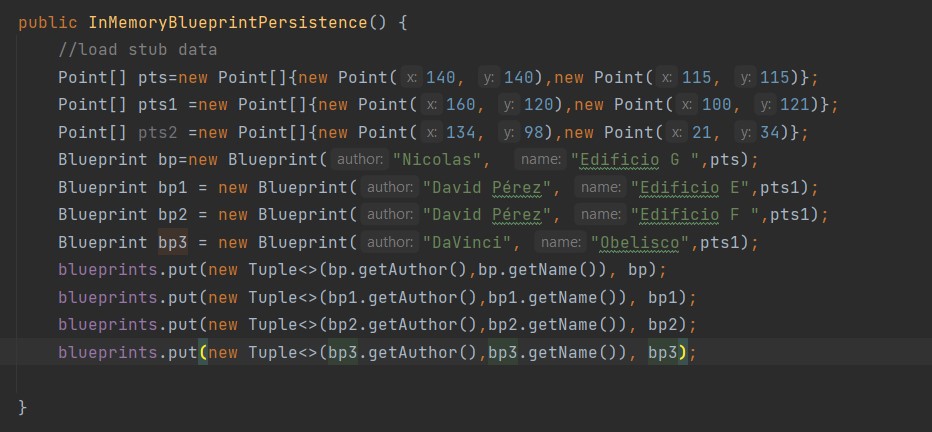 public InMemoryBlueprintPersistence() {
//load stub data
Point[] pts=new Point[]{new Point( x: 140, y: 140),new Point( x: 115, y: 115)};
Point[] pts1 =new Point[]{new Point( x: 160, y: 120),new Point( x: 100, y: 121)};
Point[] pts2 =new Point[]{new Point( x: 134, y: 98),new Point( x: 21, y: 34)};
Blueprint bp=new Blueprint( author: "Nicolas", name: "Edificio G ",pts);
Blueprint bp1 = new Blueprint( author: "David Pérez", name: "Edificio E",pts1);
Blueprint bp2 = new Blueprint( author: "David Pérez", name: "Edificio F ",pts1);
Blueprint bp3 = new Blueprint( author: "DaVinci", name: "Obelisco",pts1);
blueprints.put(new Tuple<>(bp.getAuthor(),bp.getName()), bp);
blueprints.put(new Tuple<>(bp1.getAuthor(),bp1.getName()), bp1);
blueprints.put(new Tuple<>(bp2.getAuthor(),bp2.getName()), bp2);
blueprints.put(new Tuple<>(bp3.getAuthor(),bp3.getName()), bp3);
}